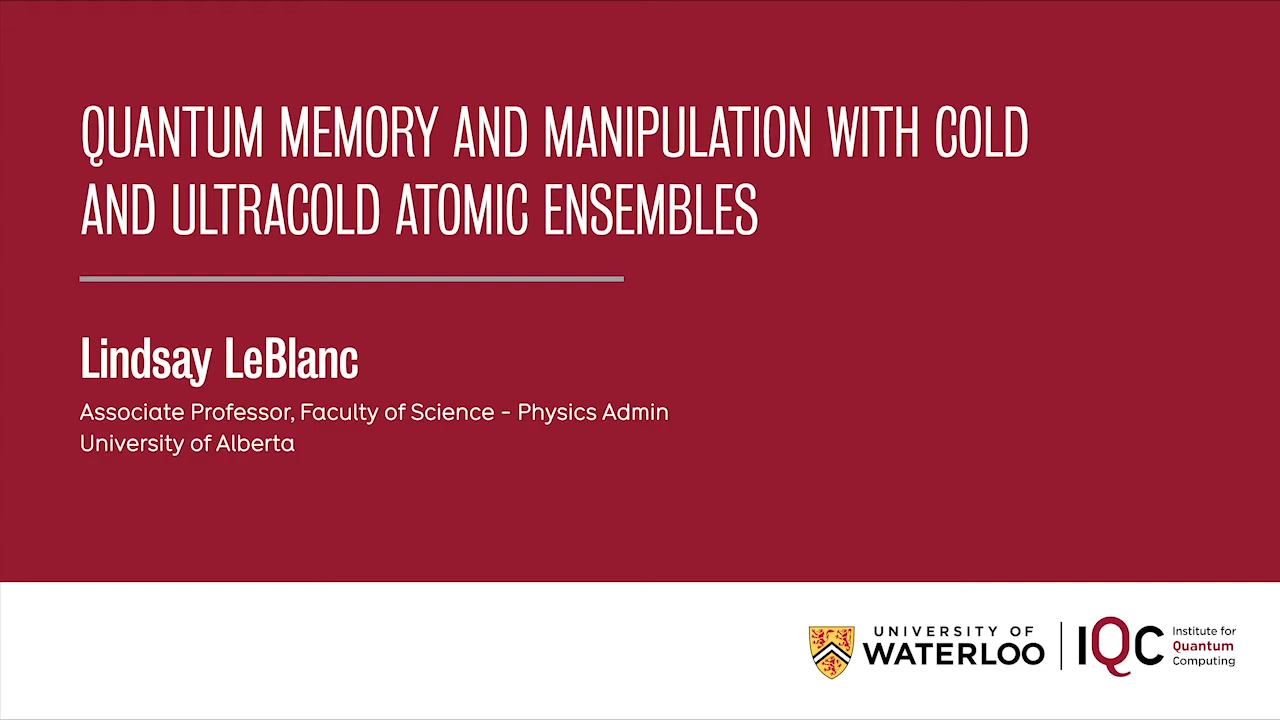 QUANTUM MEMORY AND MANIPULATION WITH COLD
AND ULTRACOLD ATOMIC ENSEMBLES
Lindsay LeBlanc
Associate Professor, Faculty of Science - Physics Admin
University of Alberta
UNIVERSITY OF
WATERLOO
IQC
Institute for
Quantum
Computing